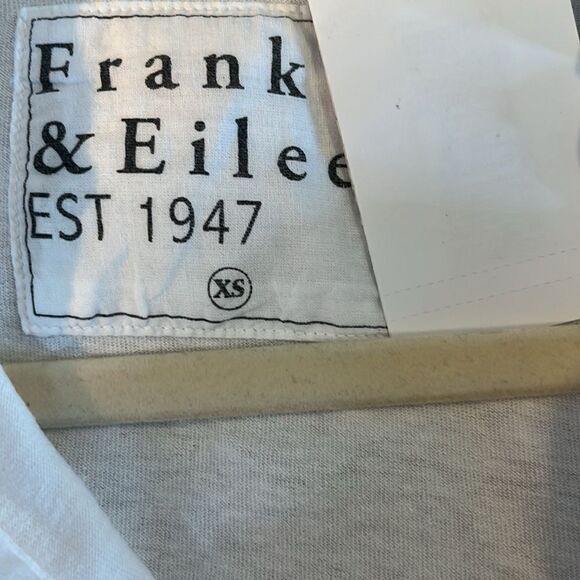 Frank
& Eilee
EST 1947
XS